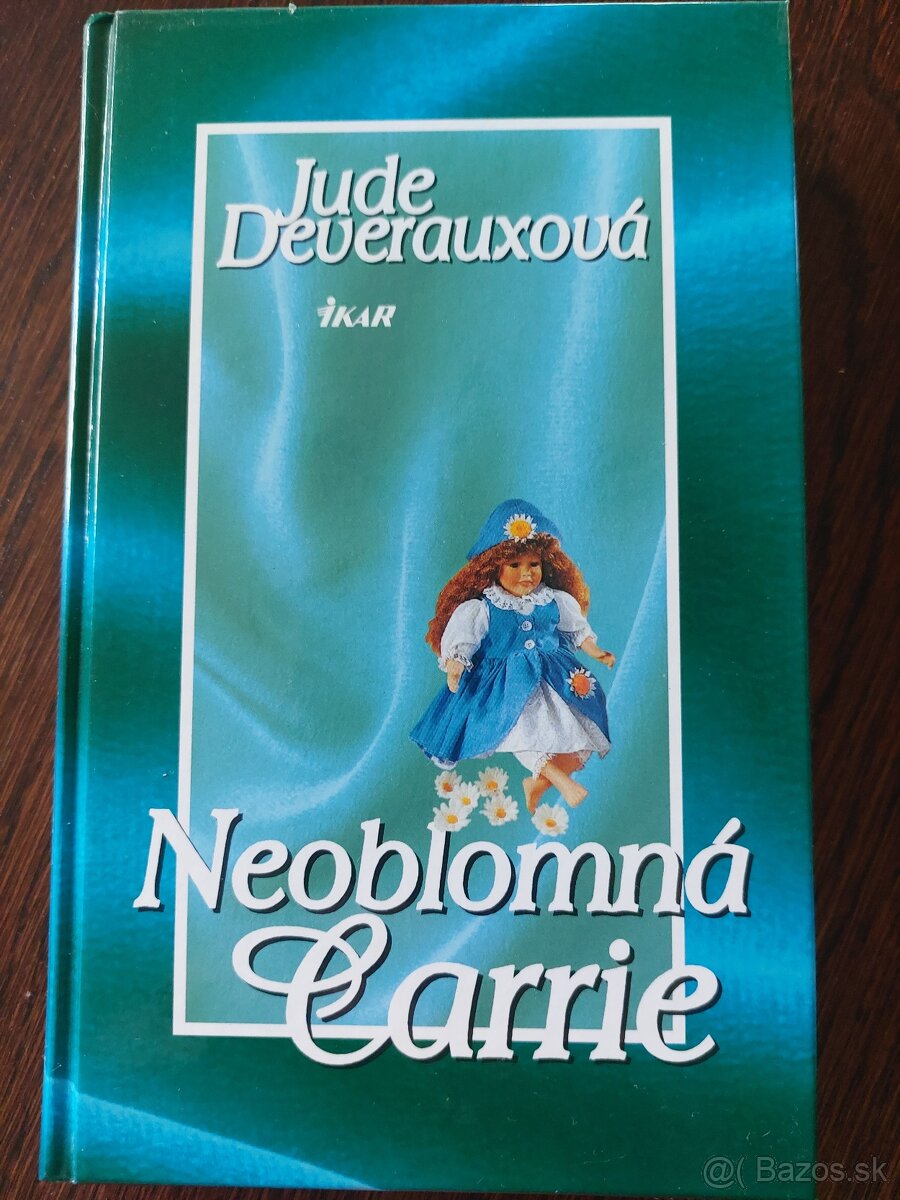 Jude
Deverauxová
IKAR
Neoblomná
Carrie
@( Bazos.sk